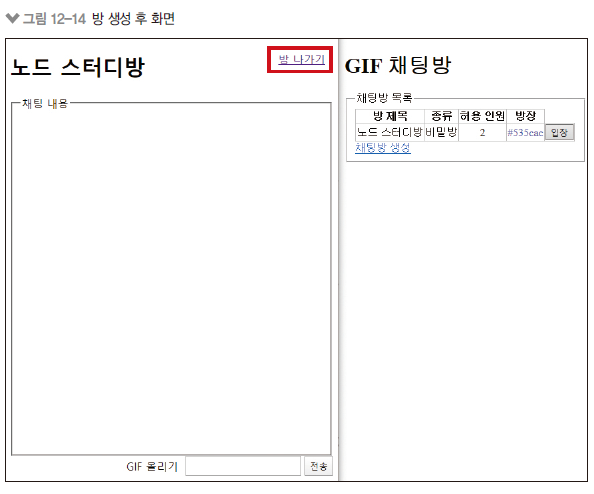 그림 12-14 방 생성 후 화면
노드 스터디방
방 나가기
채팅 내용
GIF 올리기
전송
GIF 채팅방
채팅방 목록
방 제목 종류 허용 인원 방장
노드 스터디방 비밀방 2 #535cac 입장
채팅방 생성